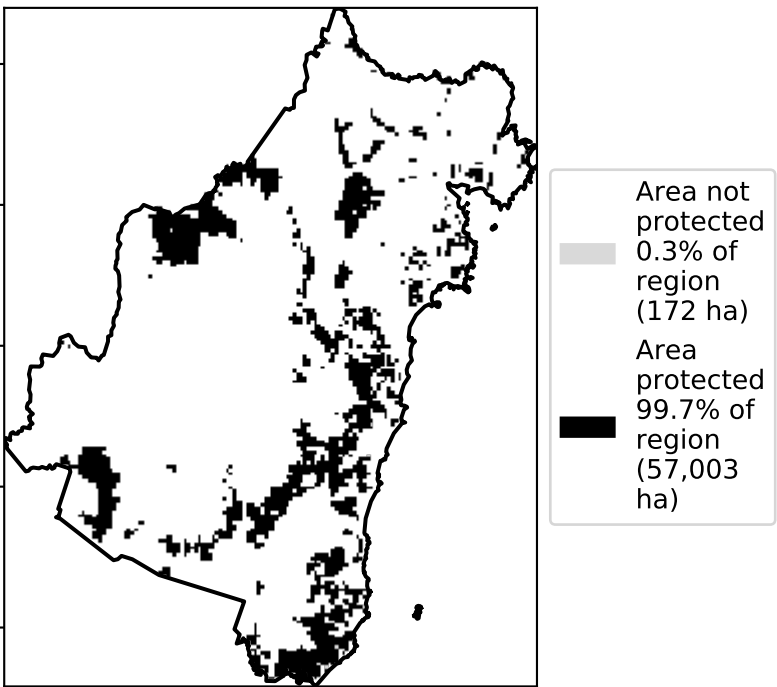 Area not
protected
0.3% of
region
(172 ha)
Area
protected
99.7% of
region
(57,003
ha)